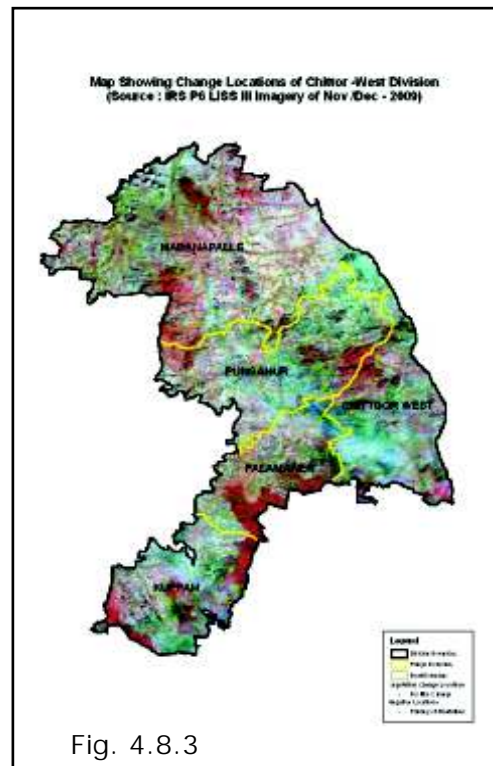 Map Showing Change Locations of Chittor -West Division
(Source : IRS P6 LISS III Imagery of Nov /Dec - 2009)
MADANAPALLE
PUNGANUR
CHITTOOR WEST
PALAMANER
KUPPAM
Legend
Fig. 4.8.3